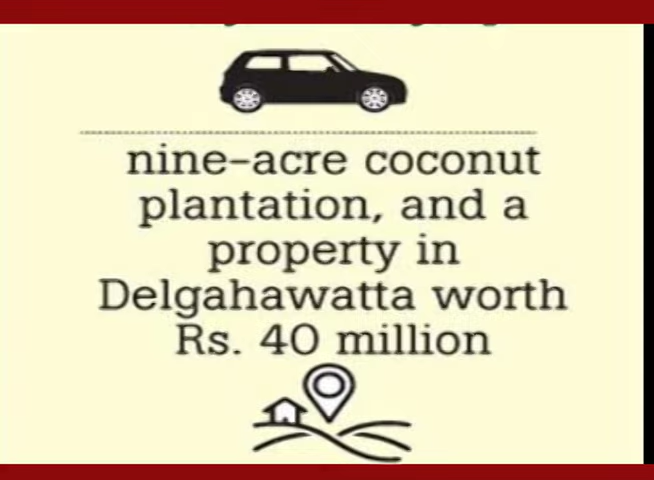 nine-acre coconut
plantation, and a
property in
Delgahawatta worth
Rs. 40 million